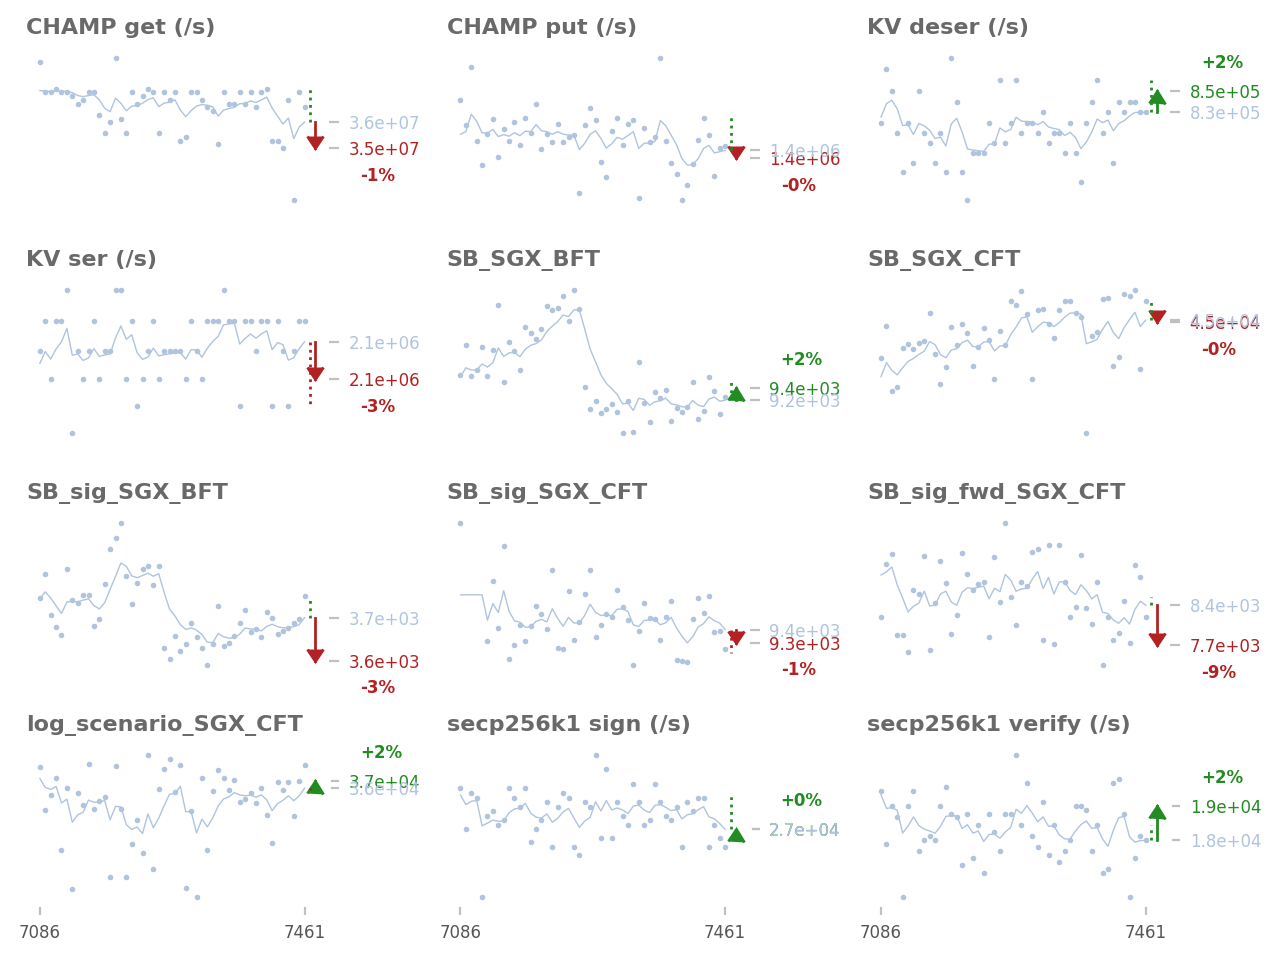 CHAMP get (/s)
3.6e+07
3.5e+07
-1%
CHAMP put (/s)
1.4e+06
1.4e+06
-0%
KV deser (/s)
+2%
8.5e+05
8.3e+05
KV ser (/s)
2.1e+06
2.1e+06
-3%
SB_SGX_BFT
+2%
9.4e+03
9.2e+03
SB_SGX_CFT
4.5e+04
-0%
SB_sig_SGX_BFT
3.7e+03
3.6e+03
-3%
SB_sig_SGX_CFT
9.4e+03
9.3e+03
-1%
SB_sig_fwd_SGX_CFT
8.4e+03
7.7e+03
-9%
log_scenario_SGX_CFT
+2%
3.7e+04
3.6e+04
7086
7461
secp256k1 sign (/s)
+0%
2.7e+04
7086
7461
secp256k1 verify (/s)
+2%
1.9e+04
1.8e+04
7086
7461